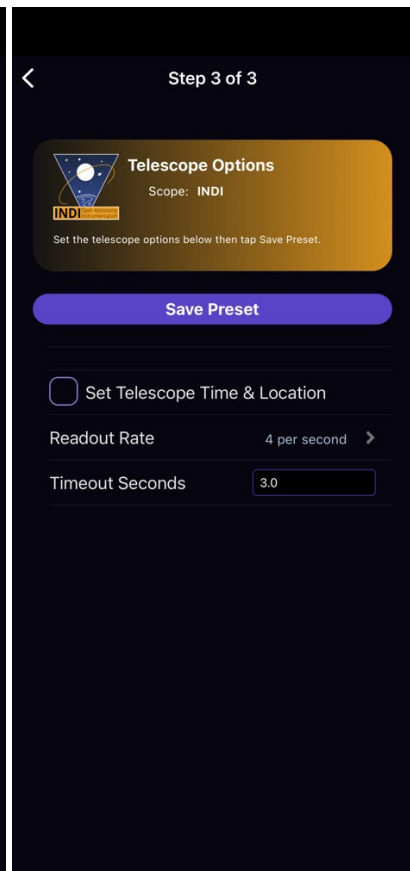 Step 3 of 3
Telescope Options
Scope: INDI
INDI
Set the telescope options below then tap Save Preset.
Save Preset
Set Telescope Time & Location
Readout Rate 4 per second
Timeout Seconds 3.0